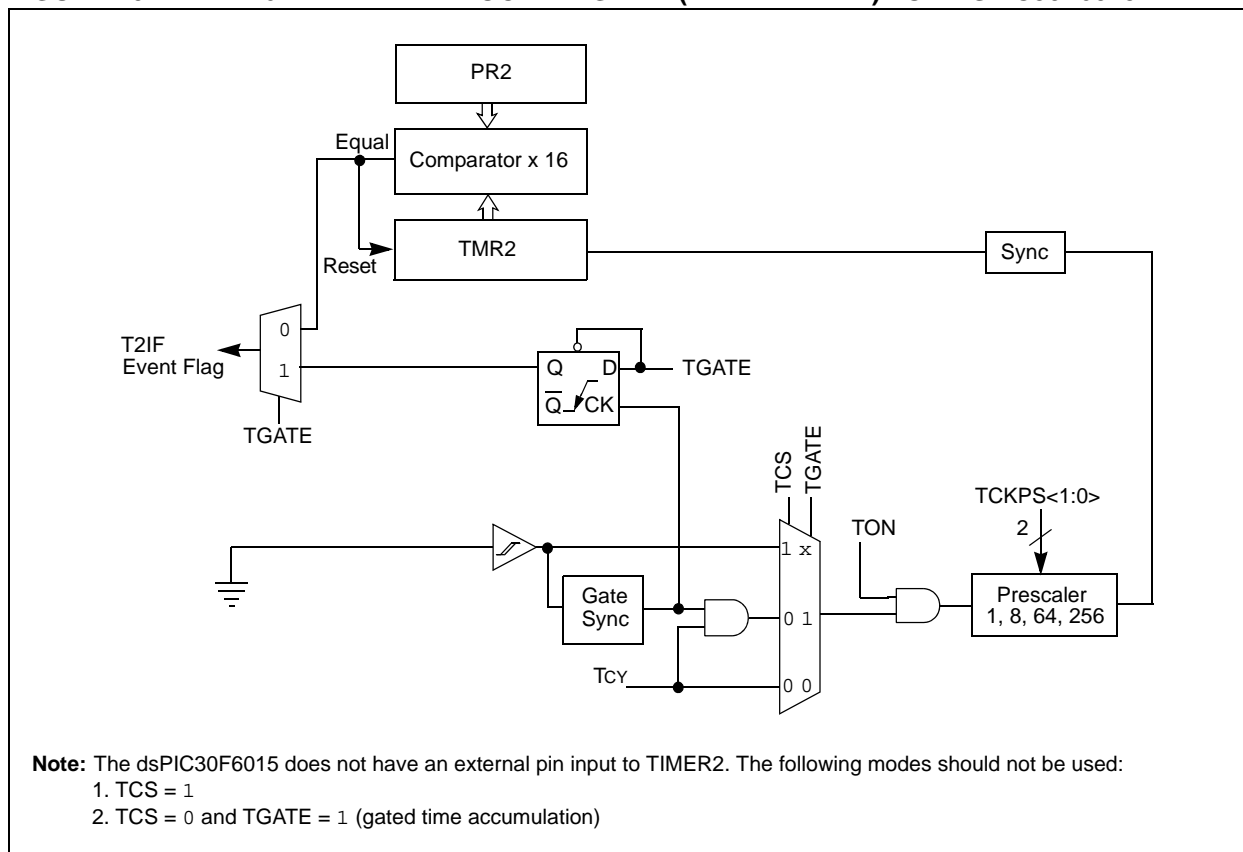 PR2
Equal
Comparator x 16
TMR2
Reset
Sync
0
1
T2IF
Event Flag
TGATE
Q D
Q CK
TGATE
TCS
TGATE
TCKPS<1:0>
2
TON
1 x
Gate
Sync
0 1
Prescaler
1, 8, 64, 256
TCY
0 0
Note: The dsPIC30F6015 does not have an external pin input to TIMER2. The following modes should not be used:
1. TCS = 1
2. TCS = 0 and TGATE = 1 (gated time accumulation)